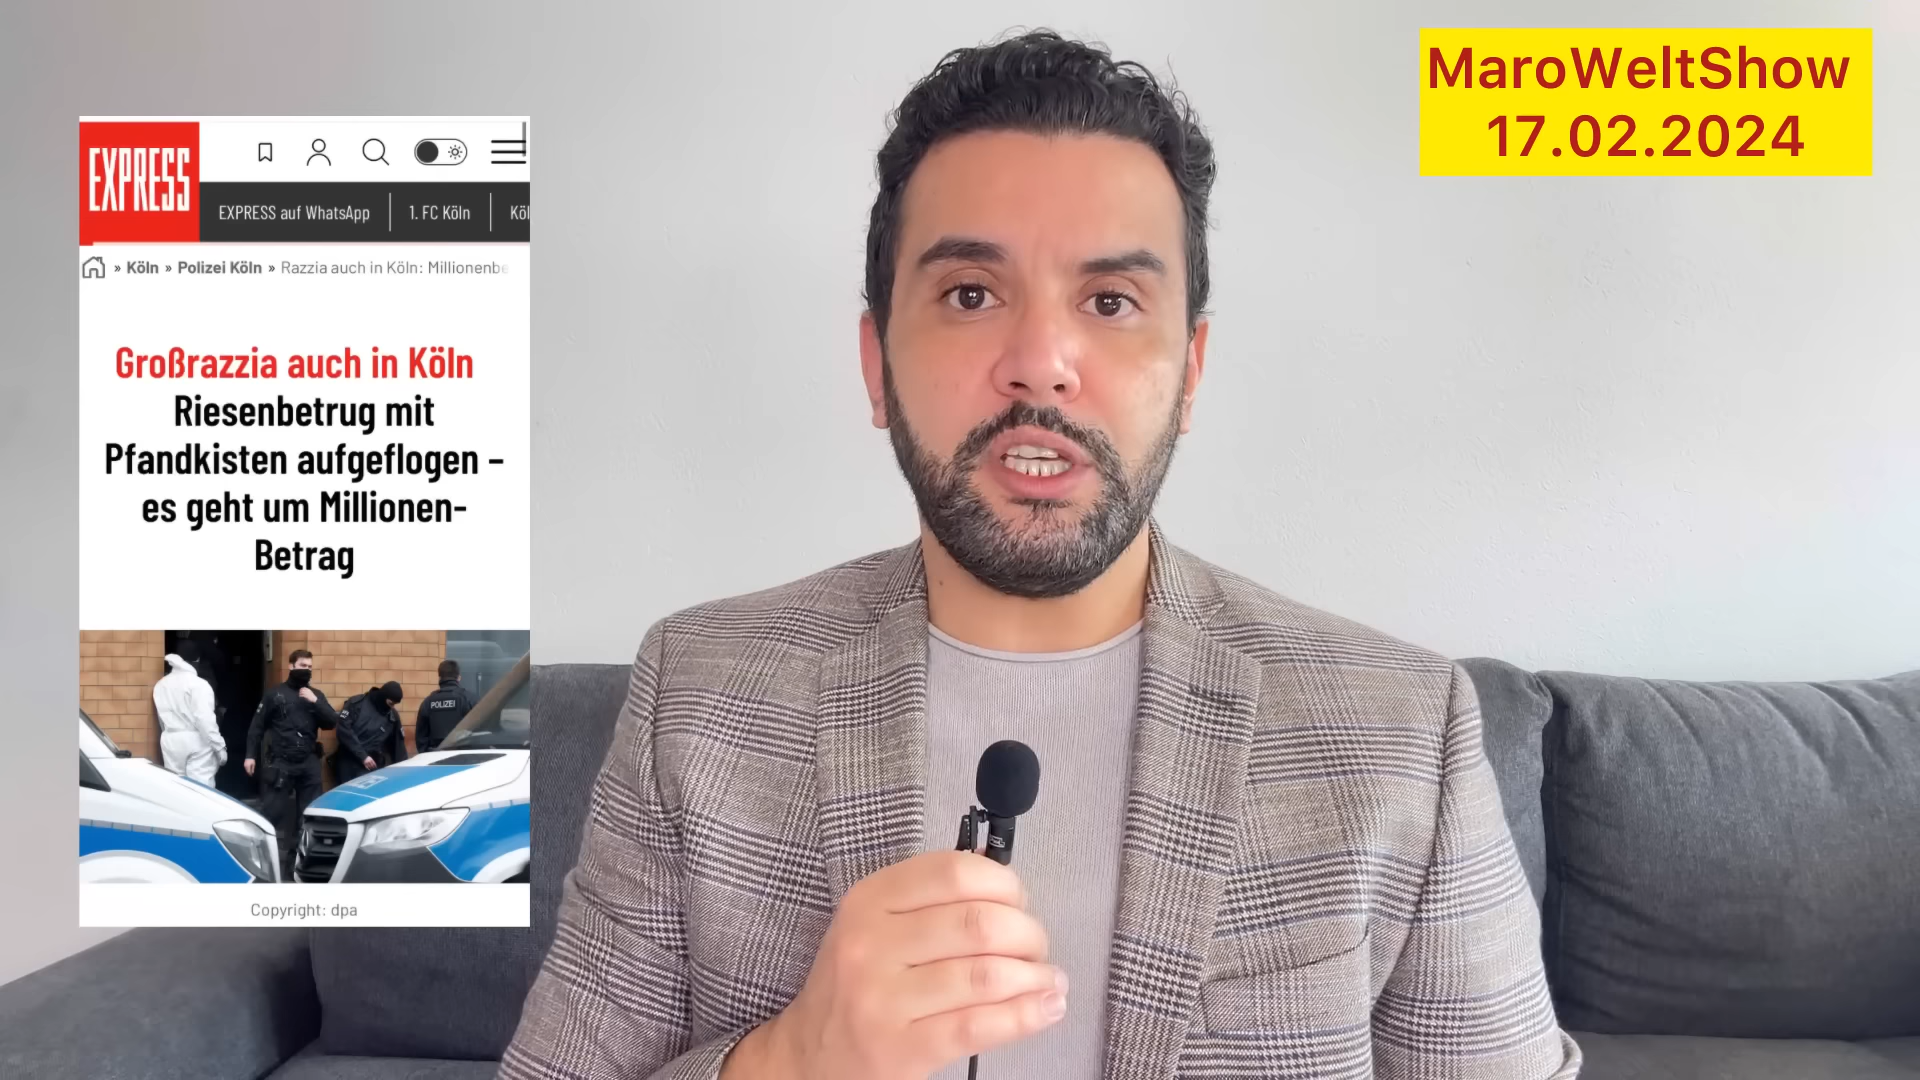 MaroWeltShow
17.02.2024
EXPRESS
EXPRESS auf WhatsApp
1. FC Köln
Köl
» Köln » Polizei Köln » Razzia auch in Köln: Millionenbe
Großrazzia auch in Köln
Riesenbetrug mit
Pfandkisten aufgeflogen –
es geht um Millionen-
Betrag
POLIZEI
Copyright: dpa